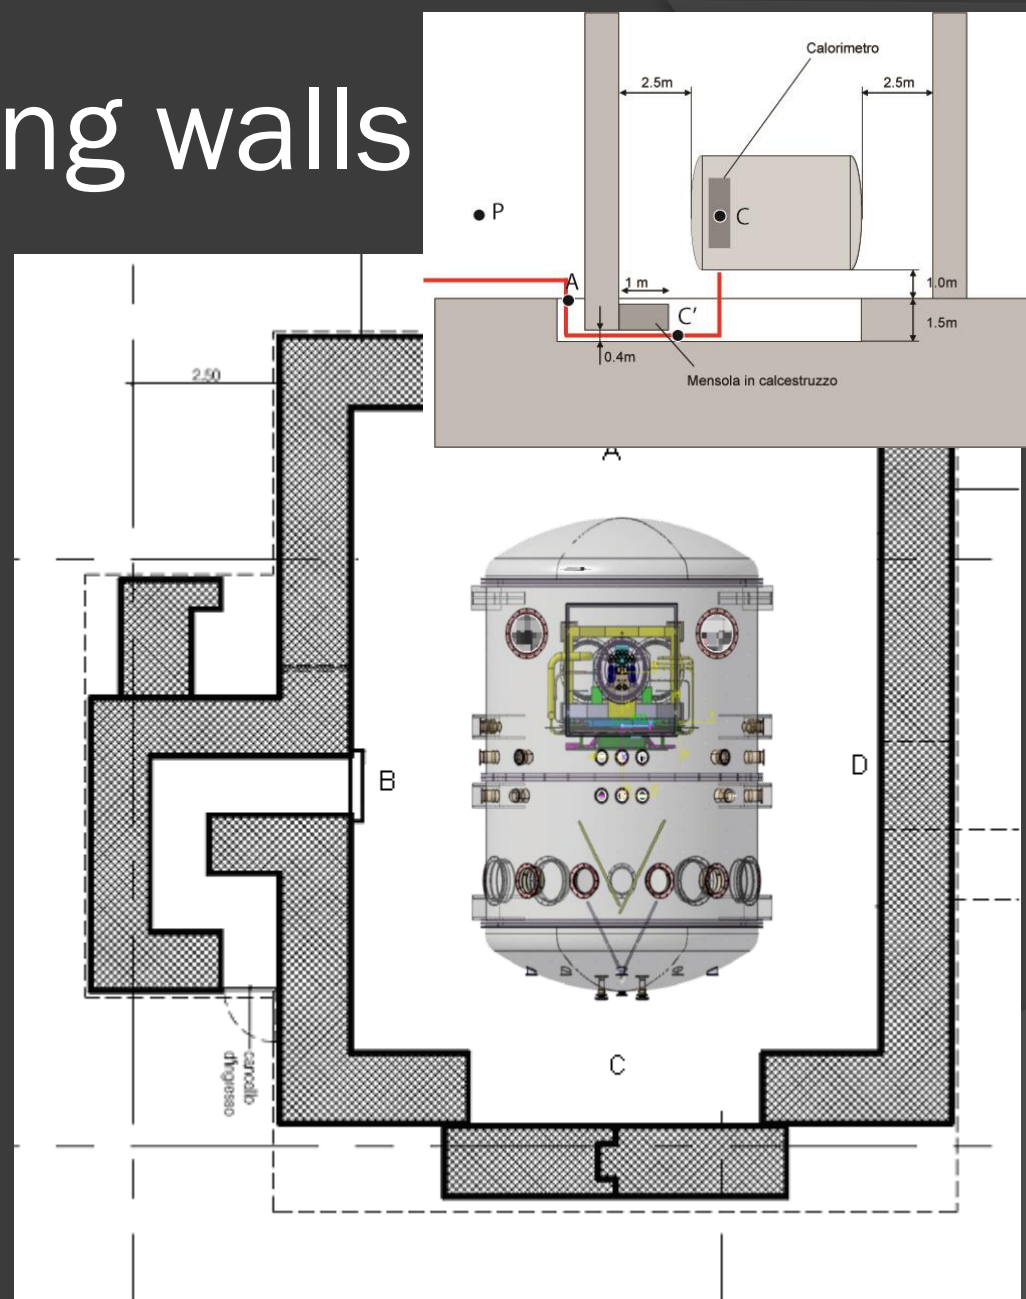 ng walls
Calorimetro
2.5m
2.5m
P
C
1 m
A
1.0m
C'
1.5m
0.4m
Mensola in calcestruzzo
2.50
A
B
D
C
cancello
d'ingresso